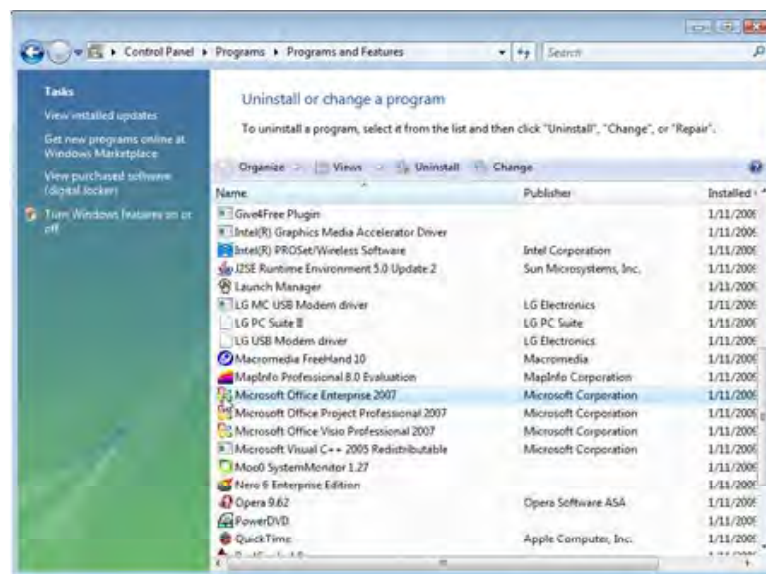 Control Panel ▸ Programs ▸ Programs and Features
Search
Tasks
View installed updates
Get new programs online at
Windows Marketplace
View purchased software
(digital locker)
Turn Windows features on or
off
Uninstall or change a program
To uninstall a program, select it from the list and then click "Uninstall", "Change", or "Repair".
Organize Views Uninstall Change
Name Publisher Installed
Give4Free Plugin 1/11/200
Intel(R) Graphics Media Accelerator Driver 1/11/200
Intel(R) PROSet/Wireless Software Intel Corporation 1/11/200
J2SE Runtime Environment 5.0 Update 2 Sun Microsystems, Inc. 1/11/200
Launch Manager 1/11/200
LG MC USB Modem driver LG Electronics 1/11/200
LG PC Suite II LG PC Suite 1/11/200
LG USB Modem driver LG Electronics 1/11/200
Macromedia FreeHand 10 Macromedia 1/11/200
MapInfo Professional 8.0 Evaluation MapInfo Corporation 1/11/200
Microsoft Office Enterprise 2007 Microsoft Corporation 1/11/200
Microsoft Office Project Professional 2007 Microsoft Corporation 1/11/200
Microsoft Office Visio Professional 2007 Microsoft Corporation 1/11/200
Microsoft Visual C++ 2005 Redistributable Microsoft Corporation 1/11/200
Moo0 SystemMonitor 1.27 1/11/200
Nero 6 Enterprise Edition 1/11/200
Opera 9.62 Opera Software ASA 1/11/200
PowerDVD 1/11/200
QuickTime Apple Computer, Inc. 1/11/200